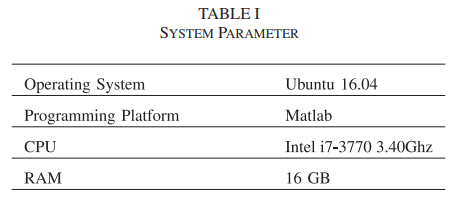 TABLE I
SYSTEM PARAMETER
Operating System Ubuntu 16.04
Programming Platform Matlab
CPU Intel i7-3770 3.40Ghz
RAM 16 GB